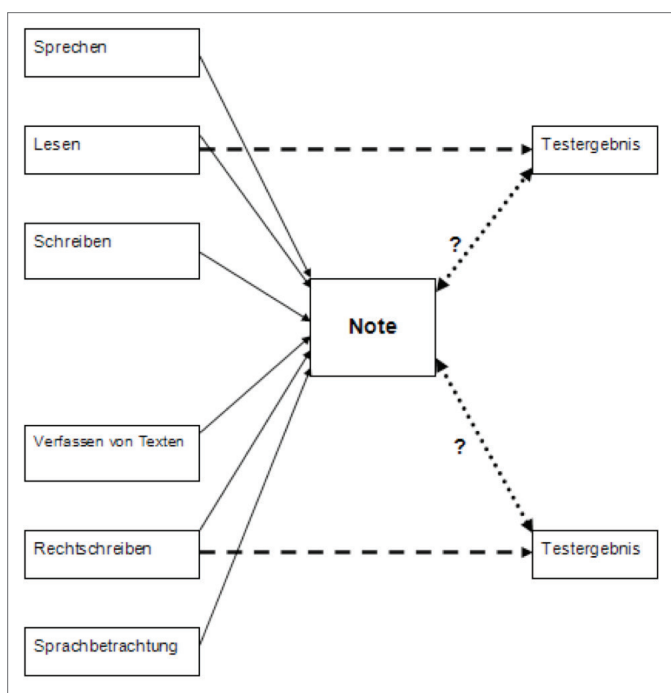 Sprechen
Lesen
Testergebnis
Schreiben
?
Note
Verfassen von Texten
?
Rechtschreiben
Testergebnis
Sprachbetrachtung